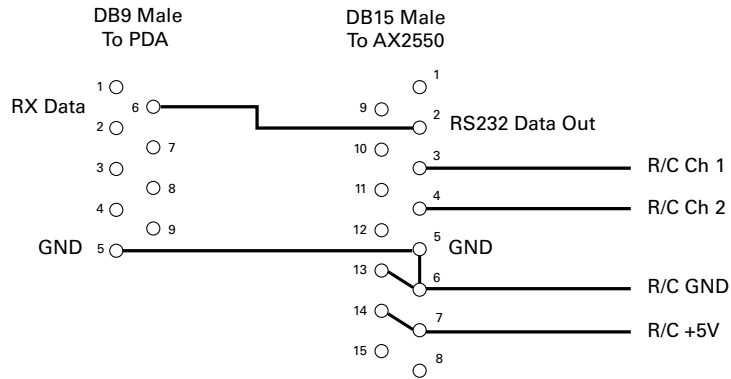 DB9 Male
To PDA
DB15 Male
To AX2550
1
1
RX Data
6
9
2
RS232 Data Out
2
7
10
3
R/C Ch 1
3
8
11
4
R/C Ch 2
4
9
12
5
GND
5
GND
13
6
R/C GND
14
7
R/C +5V
15
8